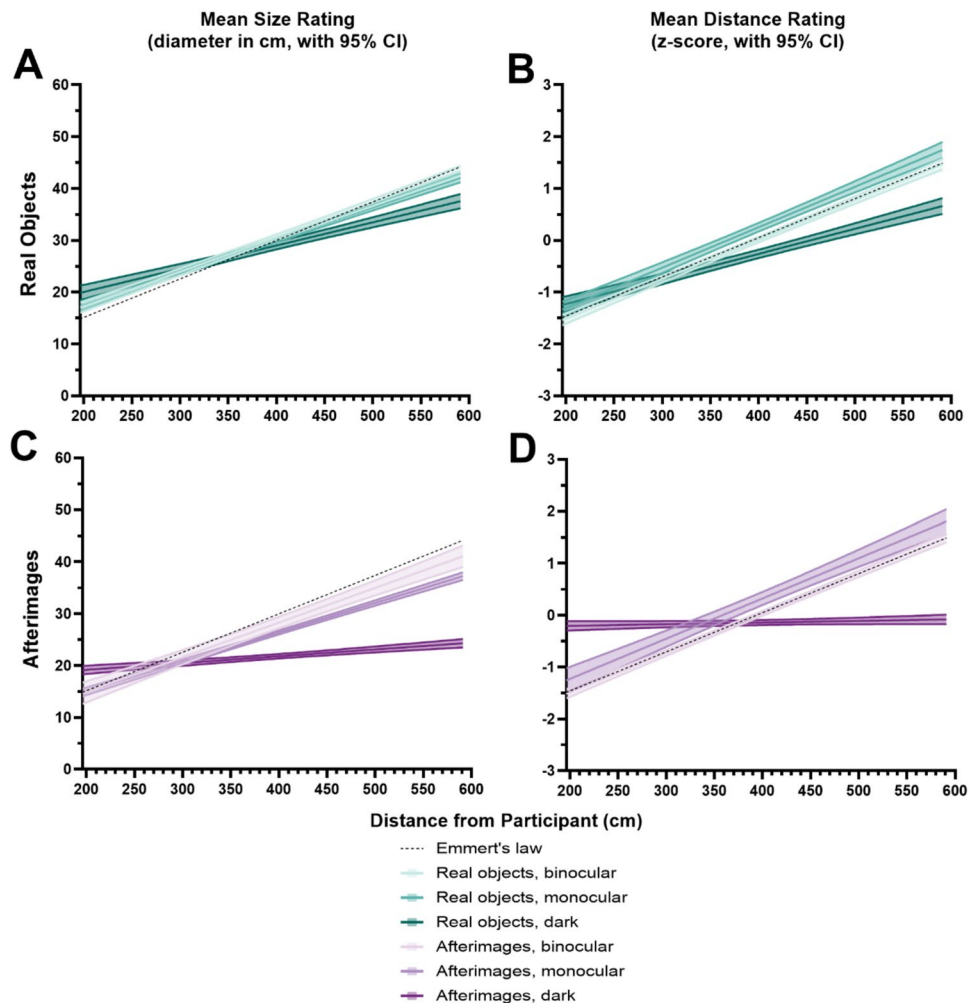 Mean Size Rating
(diameter in cm, with 95% CI)
Mean Distance Rating
(z-score, with 95% CI)
A
B
Real Objects
60
50
40
30
20
10
0
200 250 300 350 400 450 500 550 600
3
2
1
0
-1
-2
-3
200 250 300 350 400 450 500 550 600
C
D
Afterimages
60
50
40
30
20
10
0
200 250 300 350 400 450 500 550 600
3
2
1
0
-1
-2
-3
200 250 300 350 400 450 500 550 600
Distance from Participant (cm)
Emmert's law
Real objects, binocular
Real objects, monocular
Real objects, dark
Afterimages, binocular
Afterimages, monocular
Afterimages, dark